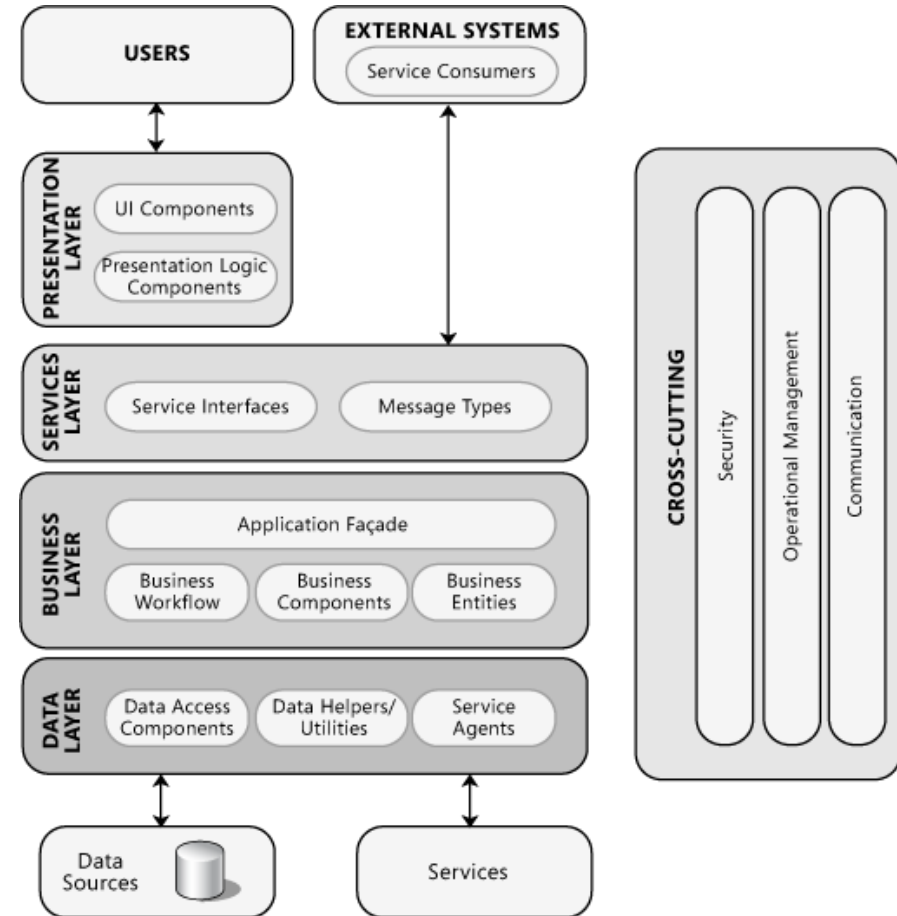 USERS
EXTERNAL SYSTEMS
Service Consumers
PRESENTATION
LAYER
UI Components
Presentation Logic
Components
SERVICES
LAYER
Service Interfaces
Message Types
BUSINESS
LAYER
Application Façade
Business
Workflow
Business
Components
Business
Entities
DATA
LAYER
Data Access
Components
Data Helpers/
Utilities
Service
Agents
Data
Sources
Services
CROSS-CUTTING
Security
Operational Management
Communication